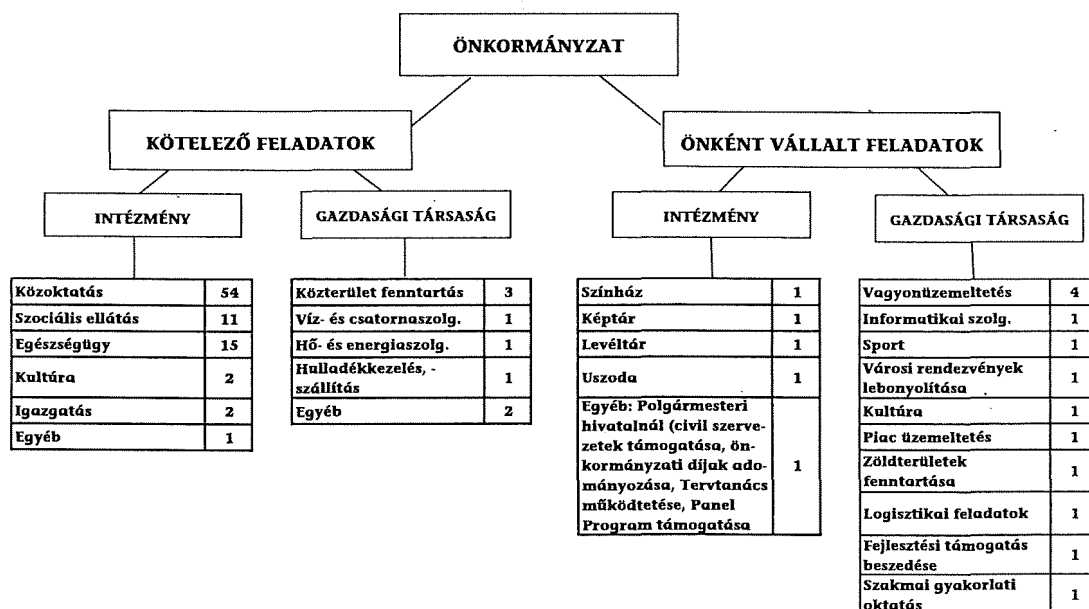 ÖNKORMÁNYZAT
KÖTELEZŐ FELADATOK
ÖNKÉNT VÁLLALT FELADATOK
INTÉZMÉNY
GAZDASÁGI TÁRSASÁG
INTÉZMÉNY
GAZDASÁGI TÁRSASÁG
Közoktatás 54
Szociális ellátás 11
Egészségügy 15
Kultúra 2
Igazgatás 2
Egyéb 1
Közterület fenntartás 3
Víz- és csatornaszolg. 1
Hő- és energiaszolg. 1
Hulladékkezelés, -
szállítás 1
Egyéb 2
Színház 1
Képtár 1
Levéltár 1
Uszoda 1
Egyéb: Polgármesteri
hivatalnál (civil szerve-
zetek támogatása, ön-
kormányzati díjak ado-
mányozása, Tervtanács 1
működtetése, Panel
Program támogatása
Vagyonüzemeltetés 4
Informatikai szolg. 1
Sport 1
Városi rendezvények
lebonyolítása 1
Kultúra 1
Piac üzemeltetés 1
Zöldterületek
fenntartása 1
Logisztikai feladatok 1
Fejlesztési támogatás
beszedése 1
Szakmai gyakorlati
oktatás 1